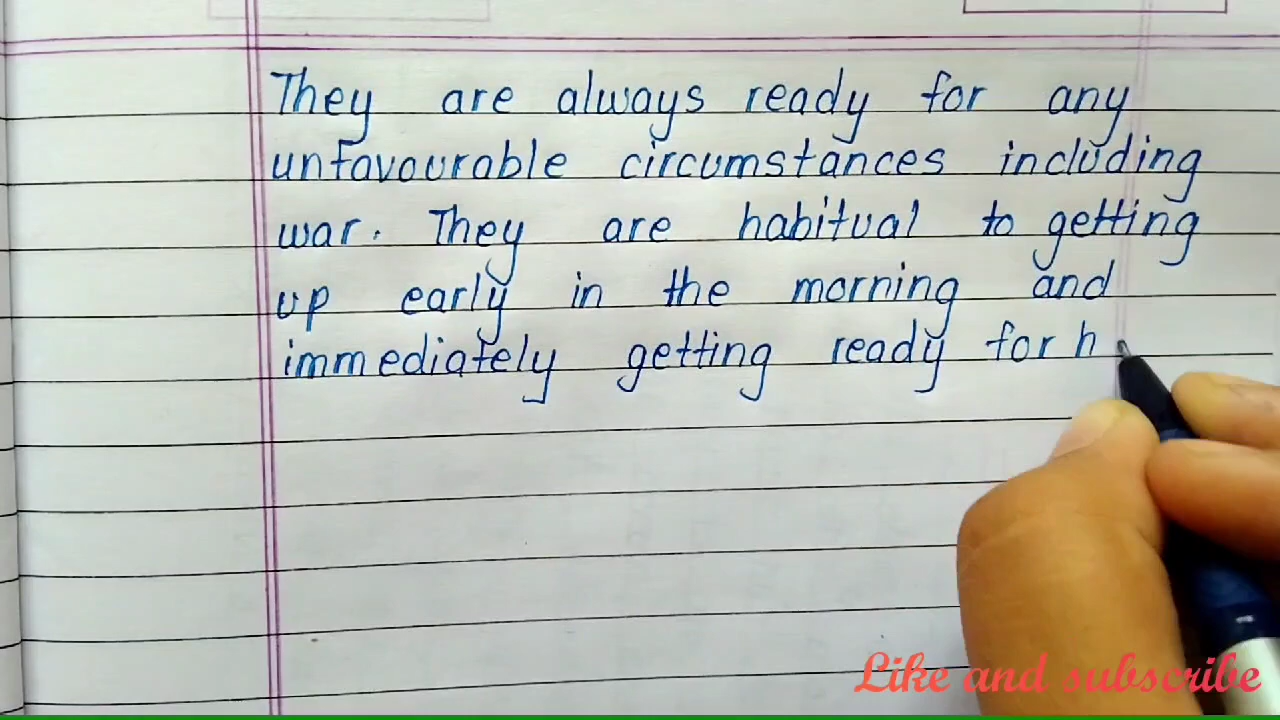 They are always ready for any
unfavourable circumstances including
war. They are habitual to getting
up early in the morning and
immediately getting ready for h
Like and subscribe